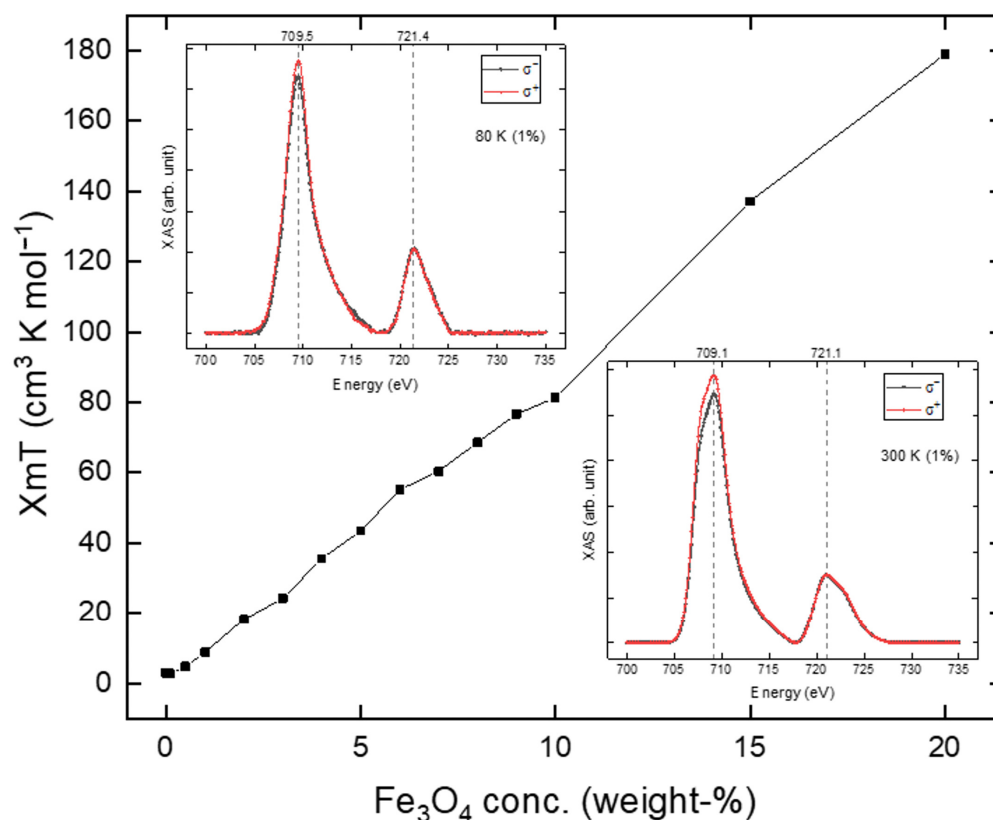 180
160
140
120
100
80
60
40
20
0
XmT (cm³ K mol⁻¹)
0 5 10 15 20
Fe₃O₄ conc. (weight-%)
709.5 721.4
σ⁻
σ⁺
80 K (1%)
XAS (arb. unit)
700 705 710 715 720 725 730 735
Energy (eV)
709.1 721.1
σ⁻
σ⁺
300 K (1%)
XAS (arb. unit)
700 705 710 715 720 725 730 735
Energy (eV)